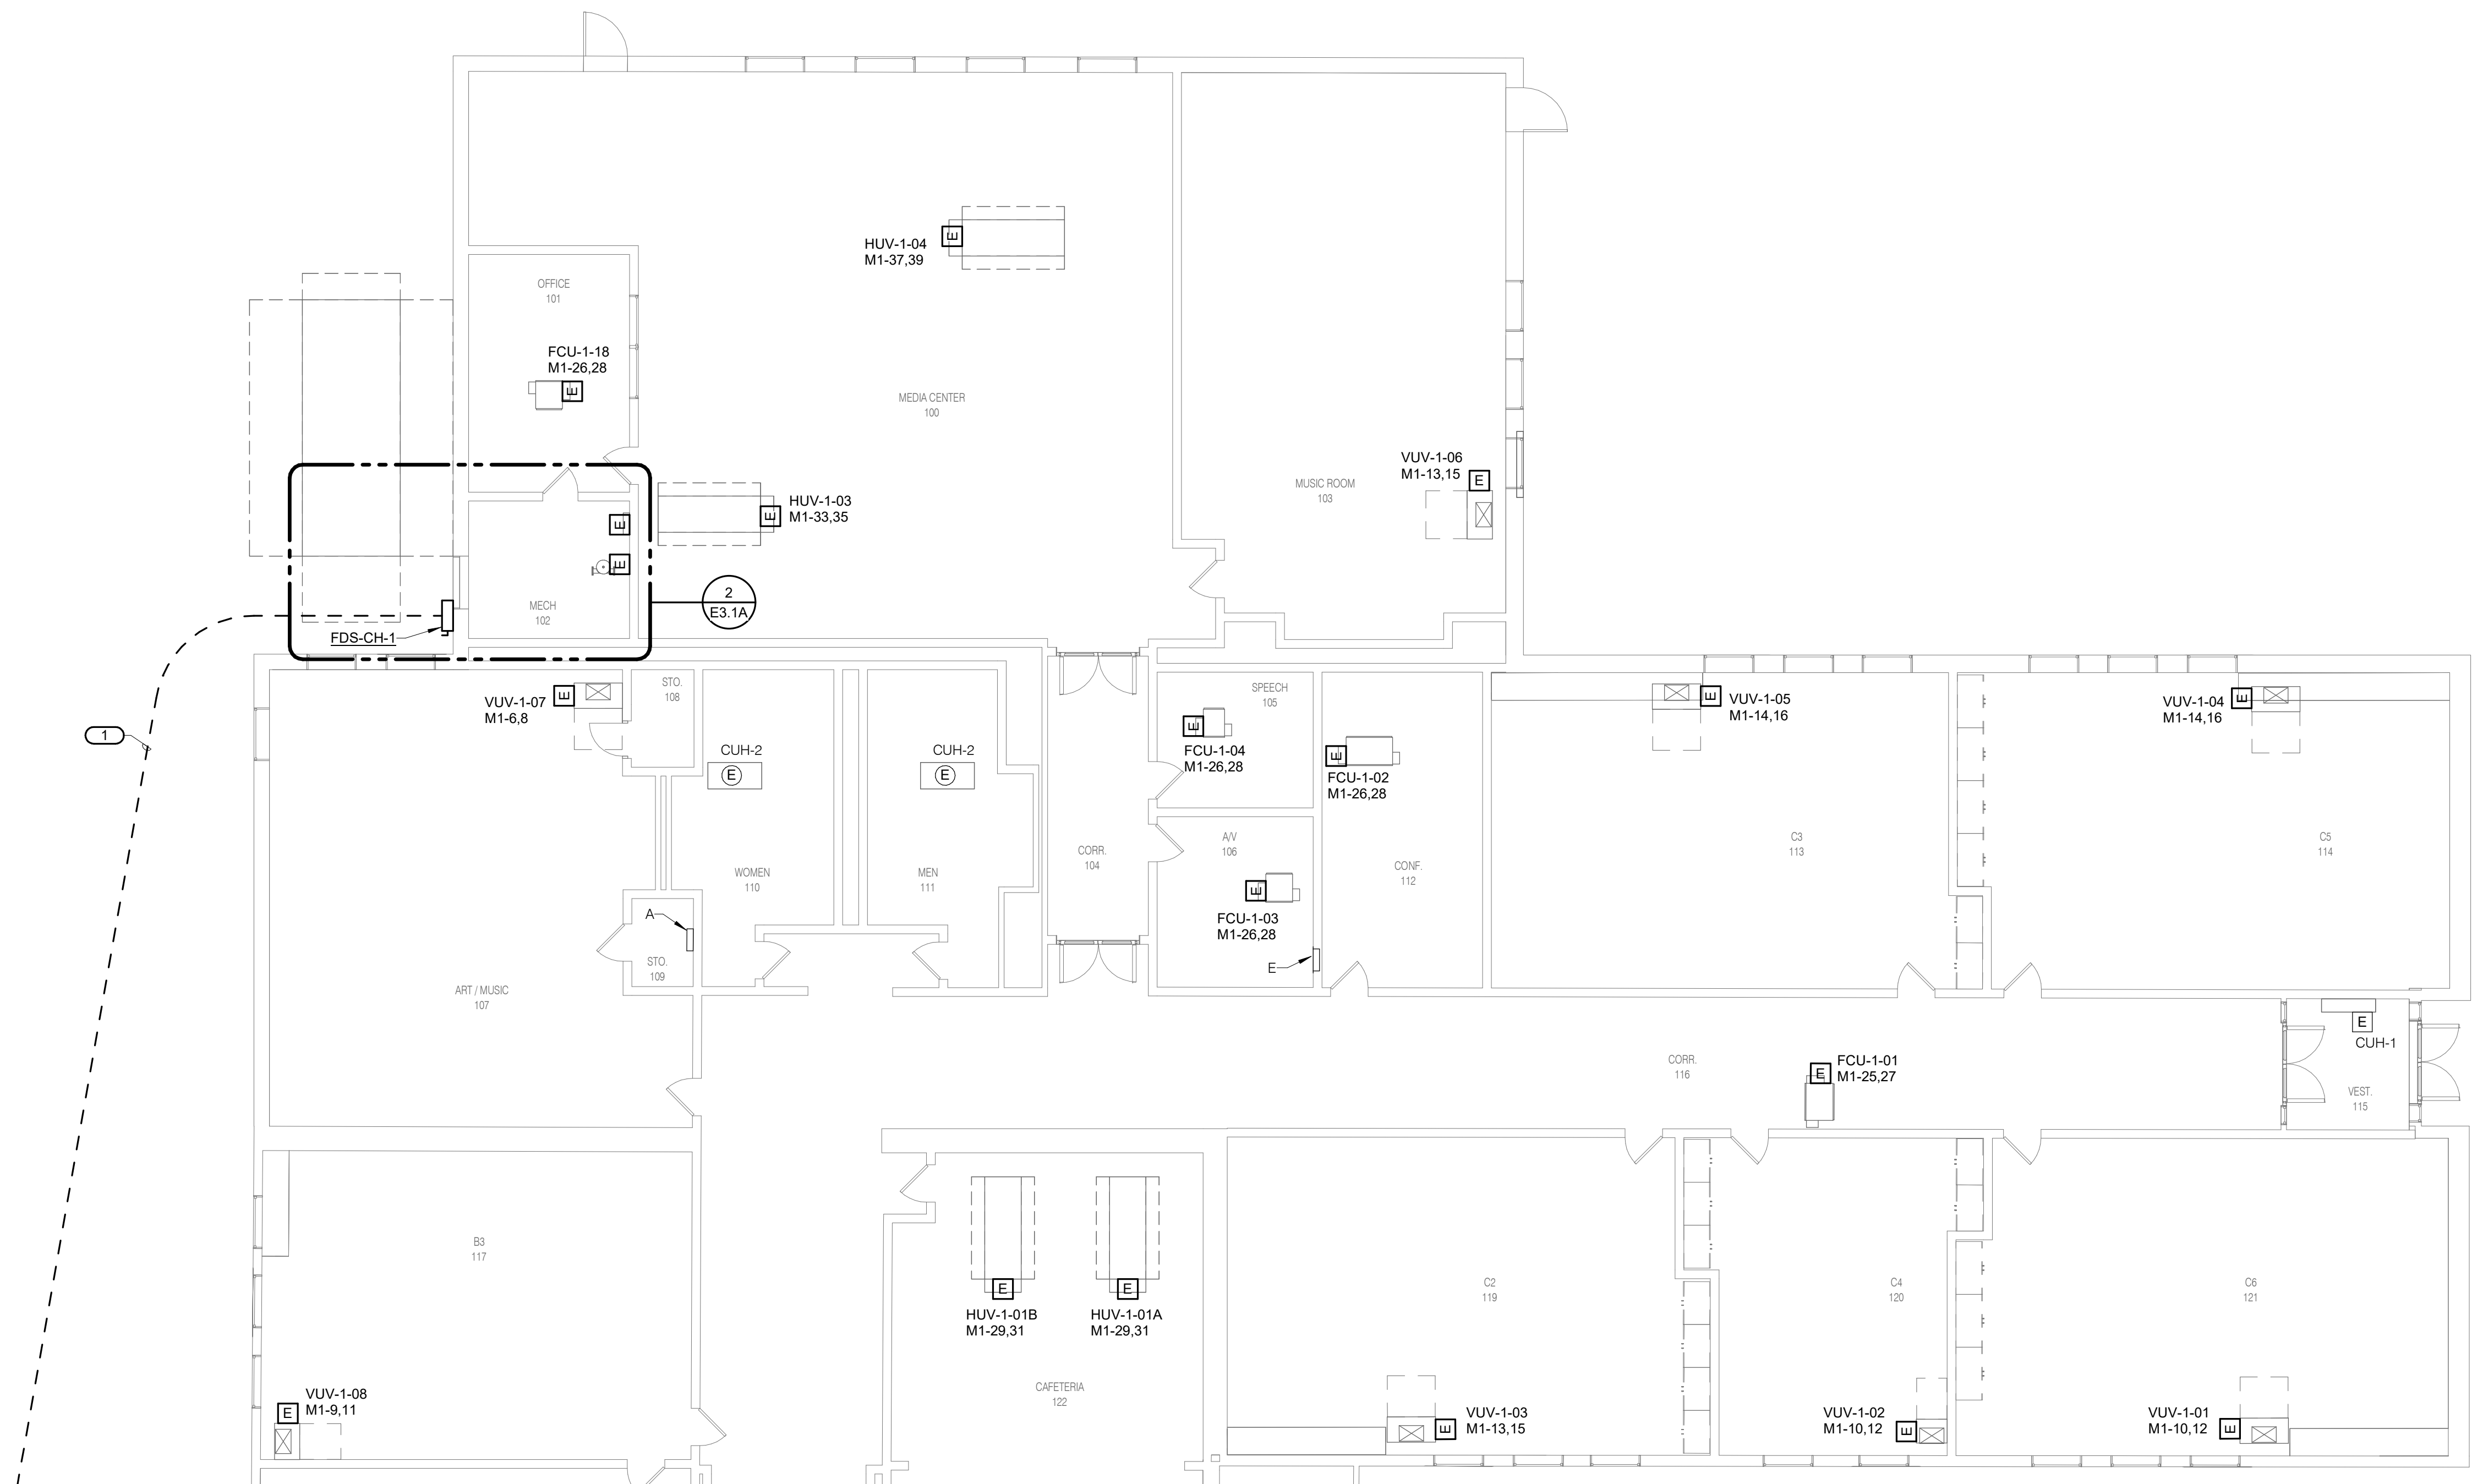 HUV-1-04
M1-37,39
OFFICE
101
FCU-1-18
M1-26,28
MEDIA CENTER
100
VUV-1-06
M1-13,15
E
MUSIC ROOM
103
HUV-1-03
M1-33,35
E
E
E
E
E
MECH
102
2
E3.1A
FDS-CH-1
1
VUV-1-07
M1-6,8
E
STO.
108
SPEECH
105
E
VUV-1-05
M1-14,16
VUV-1-04
M1-14,16
E
CUH-2
E
CUH-2
E
E
FCU-1-04
M1-26,28
E
FCU-1-02
M1-26,28
E
WOMEN
110
MEN
111
CORR.
104
A/V
106
CONF.
112
C3
113
C5
114
E
FCU-1-03
M1-26,28
E
A
STO.
109
ART / MUSIC
107
CORR.
116
E
FCU-1-01
M1-25,27
E
CUH-1
VEST.
115
B3
117
E
HUV-1-01B
M1-29,31
E
HUV-1-01A
M1-29,31
C2
119
C4
120
C6
121
CAFETERIA
122
E
VUV-1-08
M1-9,11
E
VUV-1-03
M1-13,15
VUV-1-02
M1-10,12
E
VUV-1-01
M1-10,12
E